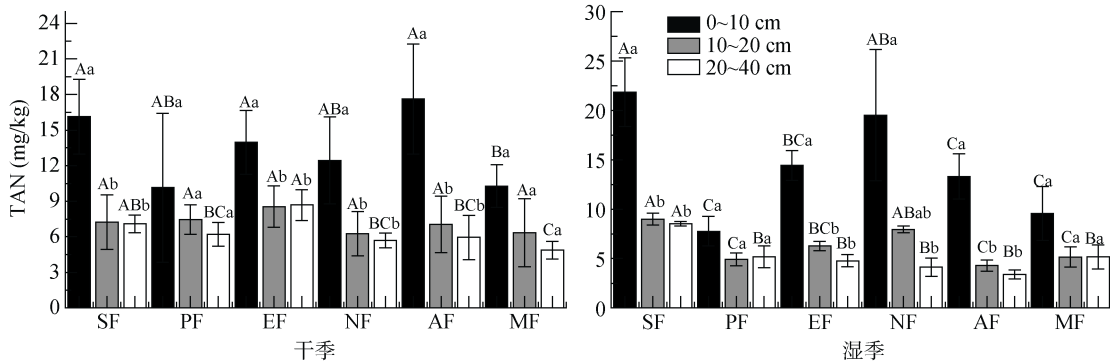 TAN (mg/kg)
24
21
18
15
12
9
6
3
0
Aa
Ab
ABb
ABa
Aa
BCa
Aa
Ab
Ab
ABa
Ab
BCb
Aa
Ab
BCb
Ba
Aa
Ca
SF PF EF NF AF MF
干季
30
25
20
15
10
5
0
0~10 cm
10~20 cm
20~40 cm
Aa
Ab
Ab
Ca
Ca
Ba
BCa
BCb
Bb
ABa
ABab
Bb
Ca
Cb
Bb
Ca
Ca
Ba
SF PF EF NF AF MF
湿季